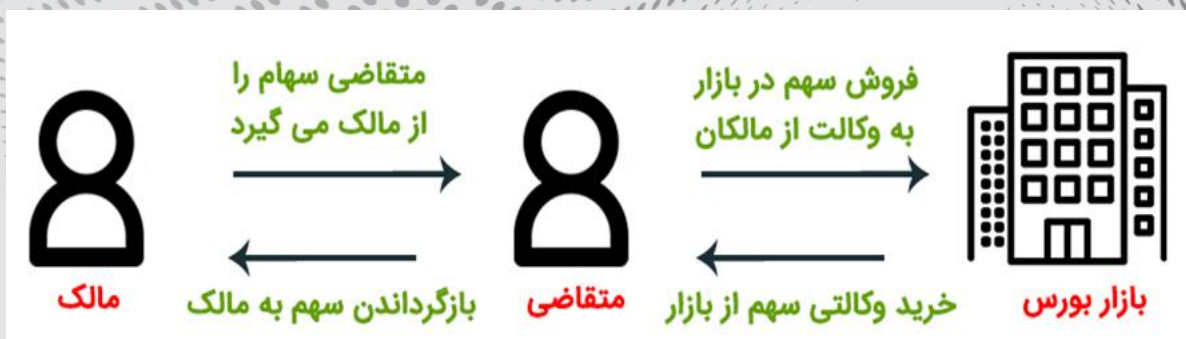 متقاضی سهام را
از مالک می گیرد
فروش سهم در بازار
به وکالت از مالکان
بازگرداندن سهم به مالک
خرید وکالتی سهم از بازار
مالک
متقاضی
بازار بورس